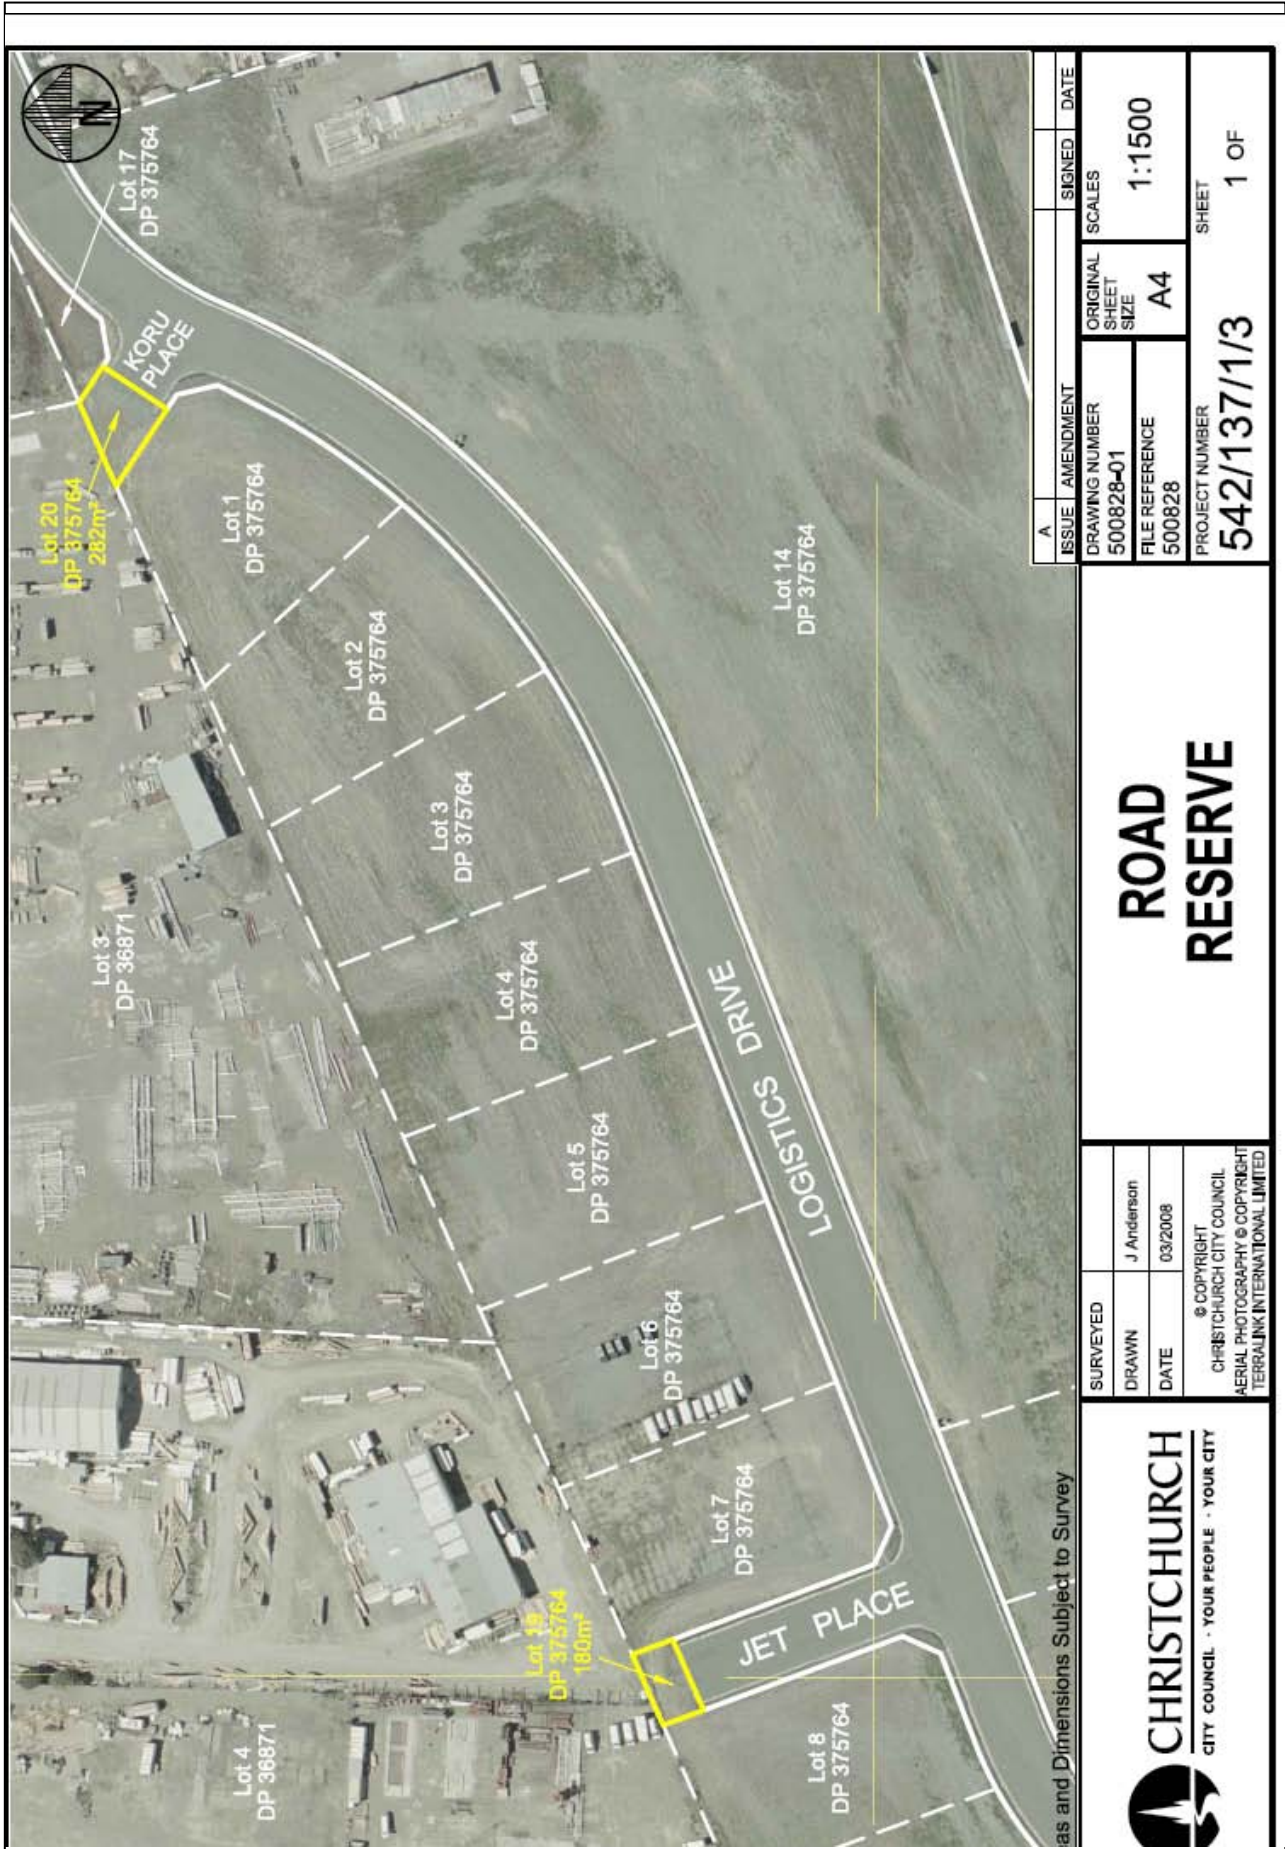 N
Lot 17
DP 375764
KORU
PLACE
Lot 20
DP 375764
282m²
Lot 1
DP 375764
Lot 2
DP 375764
Lot 3
DP 375764
Lot 4
DP 375764
Lot 5
DP 375764
Lot 6
DP 375764
Lot 7
DP 375764
Lot 8
DP 375764
Lot 14
DP 375764
Lot 3
DP 36871
Lot 4
DP 36871
Lot 19
DP 375764
180m²
LOGISTICS DRIVE
JET PLACE
and Dimensions Subject to Survey
CHRISTCHURCH
CITY COUNCIL · YOUR PEOPLE · YOUR CITY
SURVEYED
DRAWN J Anderson
DATE 03/2008
© COPYRIGHT
CHRISTCHURCH CITY COUNCIL
AERIAL PHOTOGRAPHY © COPYRIGHT
TERRALINK INTERNATIONAL LIMITED
ROAD
RESERVE
A
ISSUE AMENDMENT SIGNED DATE
DRAWING NUMBER
500828-01
FILE REFERENCE
500828
ORIGINAL
SHEET
SIZE
A4
SCALES
1:1500
PROJECT NUMBER
542/137/1/3
SHEET
1 OF